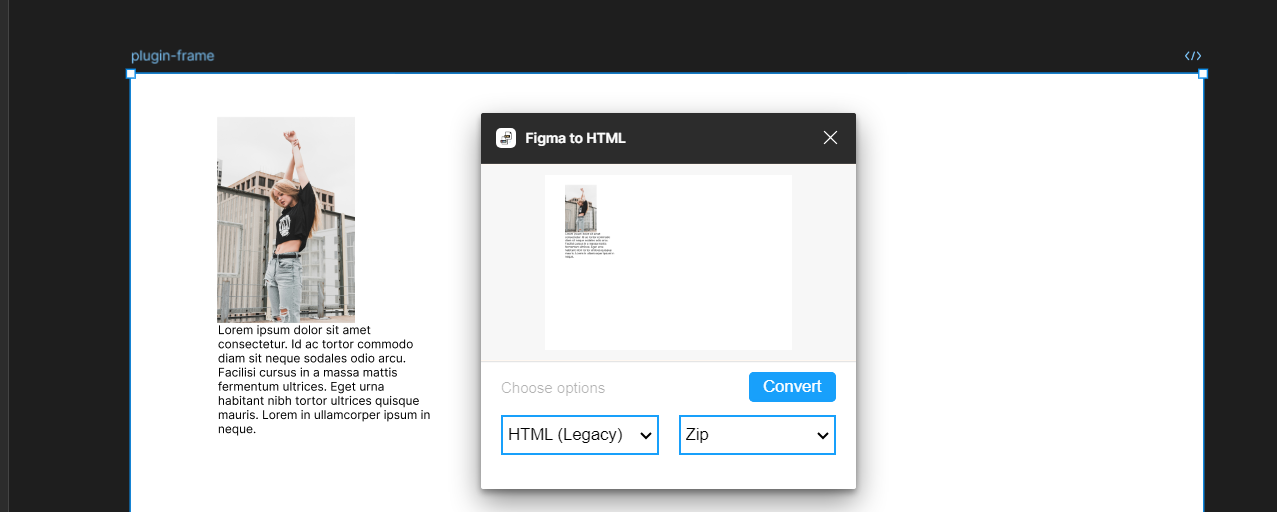 plugin-frame
</>
Figma to HTML
Lorem ipsum dolor sit amet
consectetur. Id ac tortor commodo
diam sit neque sodales odio arcu.
Facilisi cursus in a massa mattis
fermentum ultrices. Eget urna
habitant nibh tortor ultrices quisque
mauris. Lorem in ullamcorper ipsum in
neque.
Choose options
Convert
HTML (Legacy)
Zip